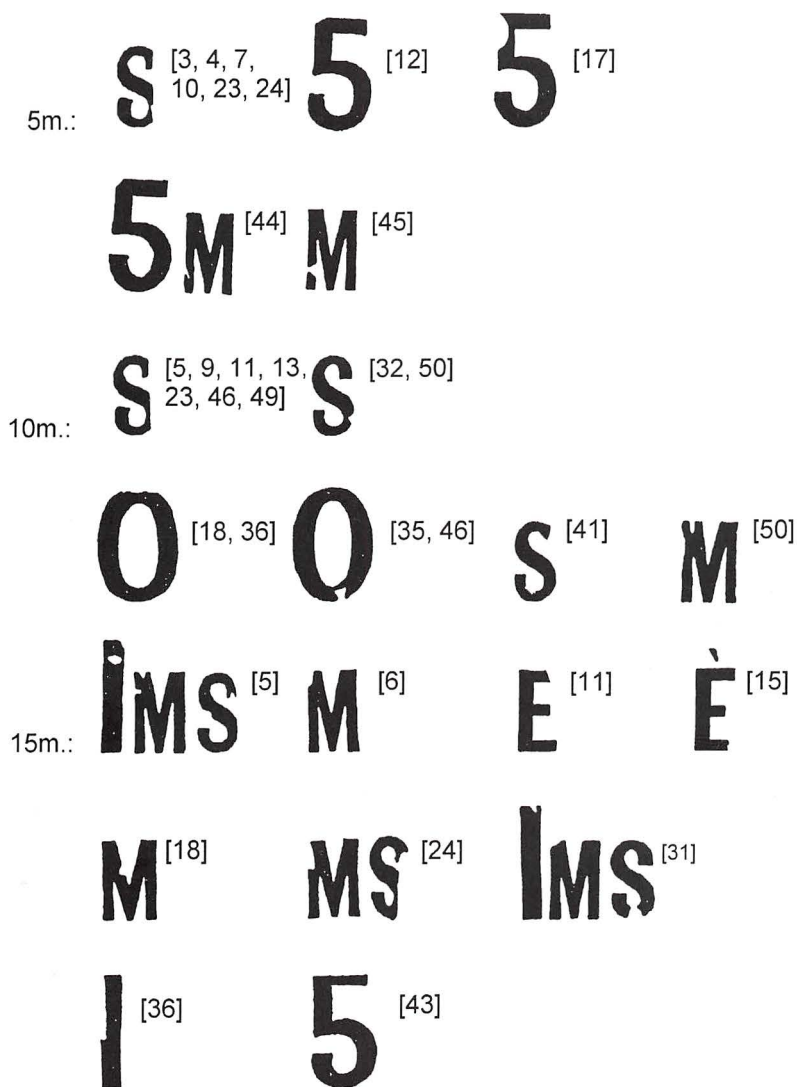 S [3, 4, 7, 10, 23, 24] 5 [12] 5 [17]
5m.:
5M [44] M [45]
S [5, 9, 11, 13, 23, 46, 49] S [32, 50]
10m.:
O [18, 36] O [35, 46] S [41] M [50]
15m.: IMS [5] M [6] E [11] È [15]
M [18] MS [24] IMS [31]
I [36] 5 [43]